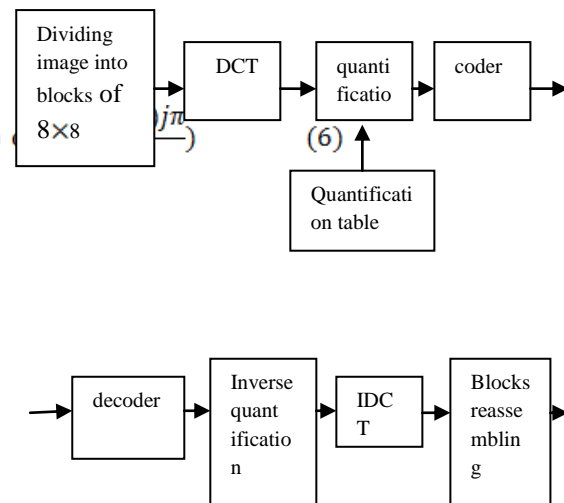 Dividing
image into
blocks of
8×8
DCT
quanti
ficatio
coder
)jπ
)
(6)
Quantificati
on table
decoder
Inverse
quant
ificatio
n
IDC
T
Blocks
reasse
mblin
g